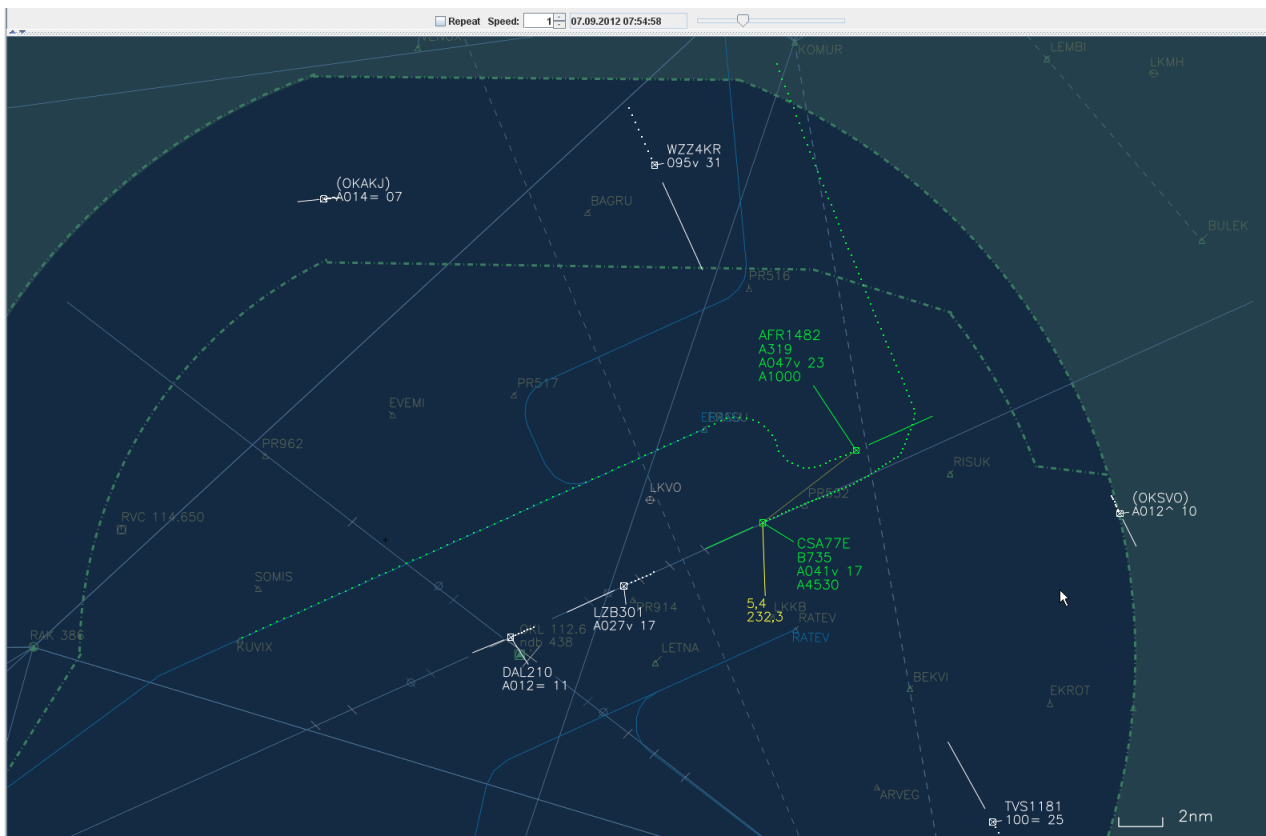 Repeat Speed: 1 07.09.2012 07:54:58
VENOX
KOMUR
LEMBI
LKMH
WZZ4KR
095v 31
(OKAKJ)
A014= 07
BAGRU
BULEK
PR516
AFR1482
A319
A047v 23
A1000
PR517
EVEMI
PR962
RISUK
LKVO
PR532
(OKSVO)
A012^ 10
RVC 114.650
CSA77E
B735
A041v 17
A4530
SOMIS
5,4
232,3
LKKB
LZB301
A027v 17
PR914
RATEV
RATEV
OKL 112.6
ndb 438
RAK 386
KUVIX
LETNA
DAL210
A012= 11
BEKVI
EKROT
ARVEG
TVS1181
100= 25
2nm